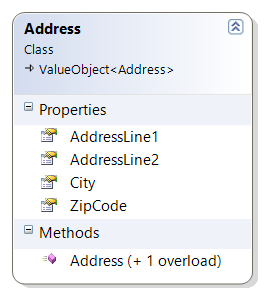 Address
Class
ValueObject<Address>
Properties
AddressLine1
AddressLine2
City
ZipCode
Methods
Address (+ 1 overload)